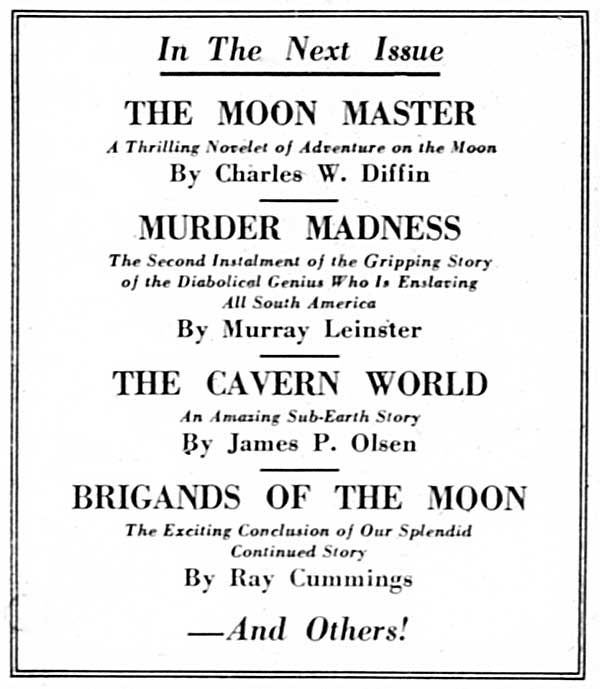 In The Next Issue
THE MOON MASTER
A Thrilling Novelet of Adventure on the Moon
By Charles W. Diffin
MURDER MADNESS
The Second Instalment of the Gripping Story
of the Diabolical Genius Who Is Enslaving
All South America
By Murray Leinster
THE CAVERN WORLD
An Amazing Sub-Earth Story
By James P. Olsen
BRIGANDS OF THE MOON
The Exciting Conclusion of Our Splendid
Continued Story
By Ray Cummings
—And Others!